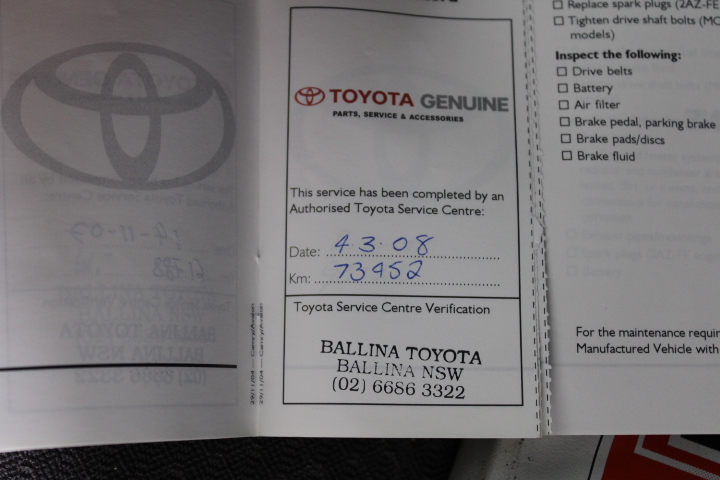 TOYOTA GENUINE
PARTS, SERVICE & ACCESSORIES
This service has been completed by an
Authorised Toyota Service Centre:
Date: 4.3.08
Km: 73952
Toyota Service Centre Verification
BALLINA TOYOTA
BALLINA NSW
(02) 6686 3322
Replace spark plugs (2AZ-FE
Tighten drive shaft bolts (MC
models)
Inspect the following:
Drive belts
Battery
Air filter
Brake pedal, parking brake
Brake pads/discs
Brake fluid
For the maintenance requir
Manufactured Vehicle with